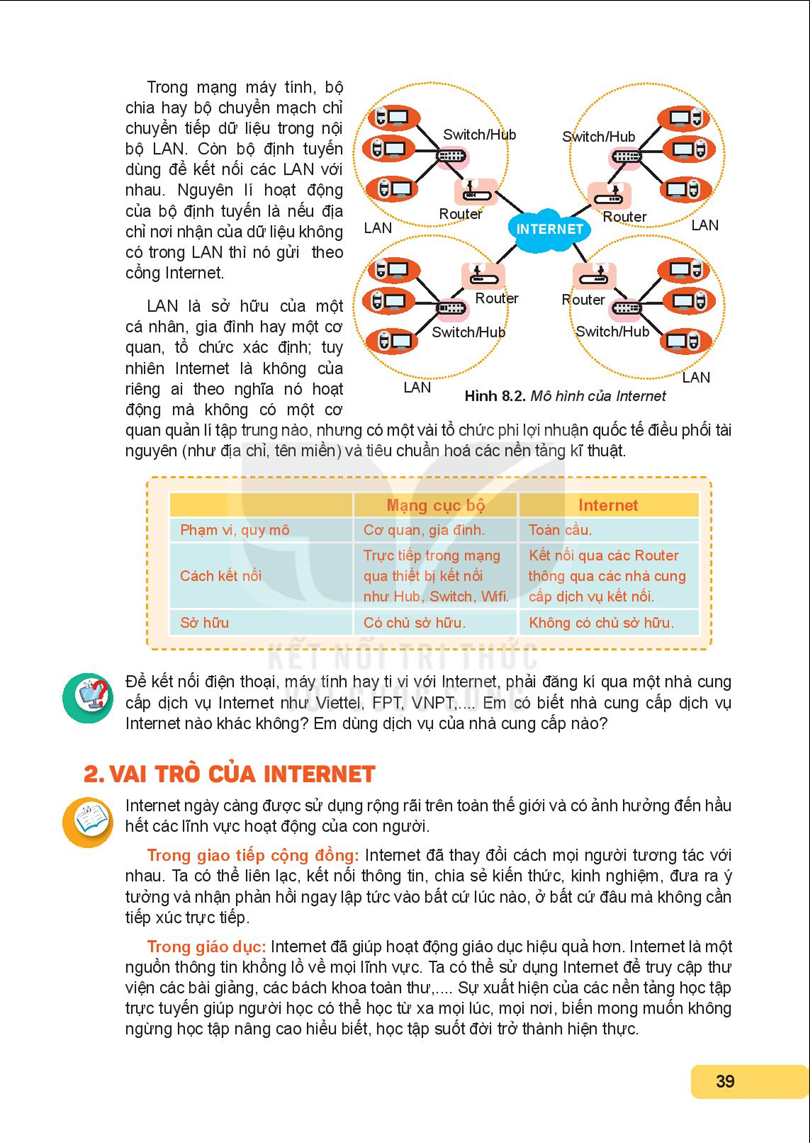 Trong mạng máy tính, bộ
chia hay bộ chuyển mạch chỉ
chuyển tiếp dữ liệu trong nội
bộ LAN. Còn bộ định tuyến
dùng để kết nối các LAN với
nhau. Nguyên lí hoạt động
của bộ định tuyến là nếu địa
chỉ nơi nhận của dữ liệu không
có trong LAN thì nó gửi theo
cổng Internet.
LAN là sở hữu của một
cá nhân, gia đình hay một cơ
quan, tổ chức xác định; tuy
nhiên Internet là không của
riêng ai theo nghĩa nó hoạt
động mà không có một cơ
quan quản lí tập trung nào, nhưng có một vài tổ chức phi lợi nhuận quốc tế điều phối tài
nguyên (như địa chỉ, tên miền) và tiêu chuẩn hoá các nền tảng kĩ thuật.
Switch/Hub
Switch/Hub
Router
Router
LAN
INTERNET
LAN
Router
Router
Switch/Hub
Switch/Hub
LAN
LAN
Hình 8.2. Mô hình của Internet
Mạng cục bộ Internet
Phạm vi, quy mô Cơ quan, gia đình. Toàn cầu.
Cách kết nối
Trực tiếp trong mạng
qua thiết bị kết nối
như Hub, Switch, Wifi.
Kết nối qua các Router
thông qua các nhà cung
cấp dịch vụ kết nối.
Sở hữu Có chủ sở hữu. Không có chủ sở hữu.
KẾT NỐI TRI THỨC
VỚI CUỘC SỐNG
Để kết nối điện thoại, máy tính hay ti vi với Internet, phải đăng kí qua một nhà cung
cấp dịch vụ Internet như Viettel, FPT, VNPT,.... Em có biết nhà cung cấp dịch vụ
Internet nào khác không? Em dùng dịch vụ của nhà cung cấp nào?
2. VAI TRÒ CỦA INTERNET
Internet ngày càng được sử dụng rộng rãi trên toàn thế giới và có ảnh hưởng đến hầu
hết các lĩnh vực hoạt động của con người.
Trong giao tiếp cộng đồng: Internet đã thay đổi cách mọi người tương tác với
nhau. Ta có thể liên lạc, kết nối thông tin, chia sẻ kiến thức, kinh nghiệm, đưa ra ý
tưởng và nhận phản hồi ngay lập tức vào bất cứ lúc nào, ở bất cứ đâu mà không cần
tiếp xúc trực tiếp.
Trong giáo dục: Internet đã giúp hoạt động giáo dục hiệu quả hơn. Internet là một
nguồn thông tin khổng lồ về mọi lĩnh vực. Ta có thể sử dụng Internet để truy cập thư
viện các bài giảng, các bách khoa toàn thư,.... Sự xuất hiện của các nền tảng học tập
trực tuyến giúp người học có thể học từ xa mọi lúc, mọi nơi, biến mong muốn không
ngừng học tập nâng cao hiểu biết, học tập suốt đời trở thành hiện thực.
39